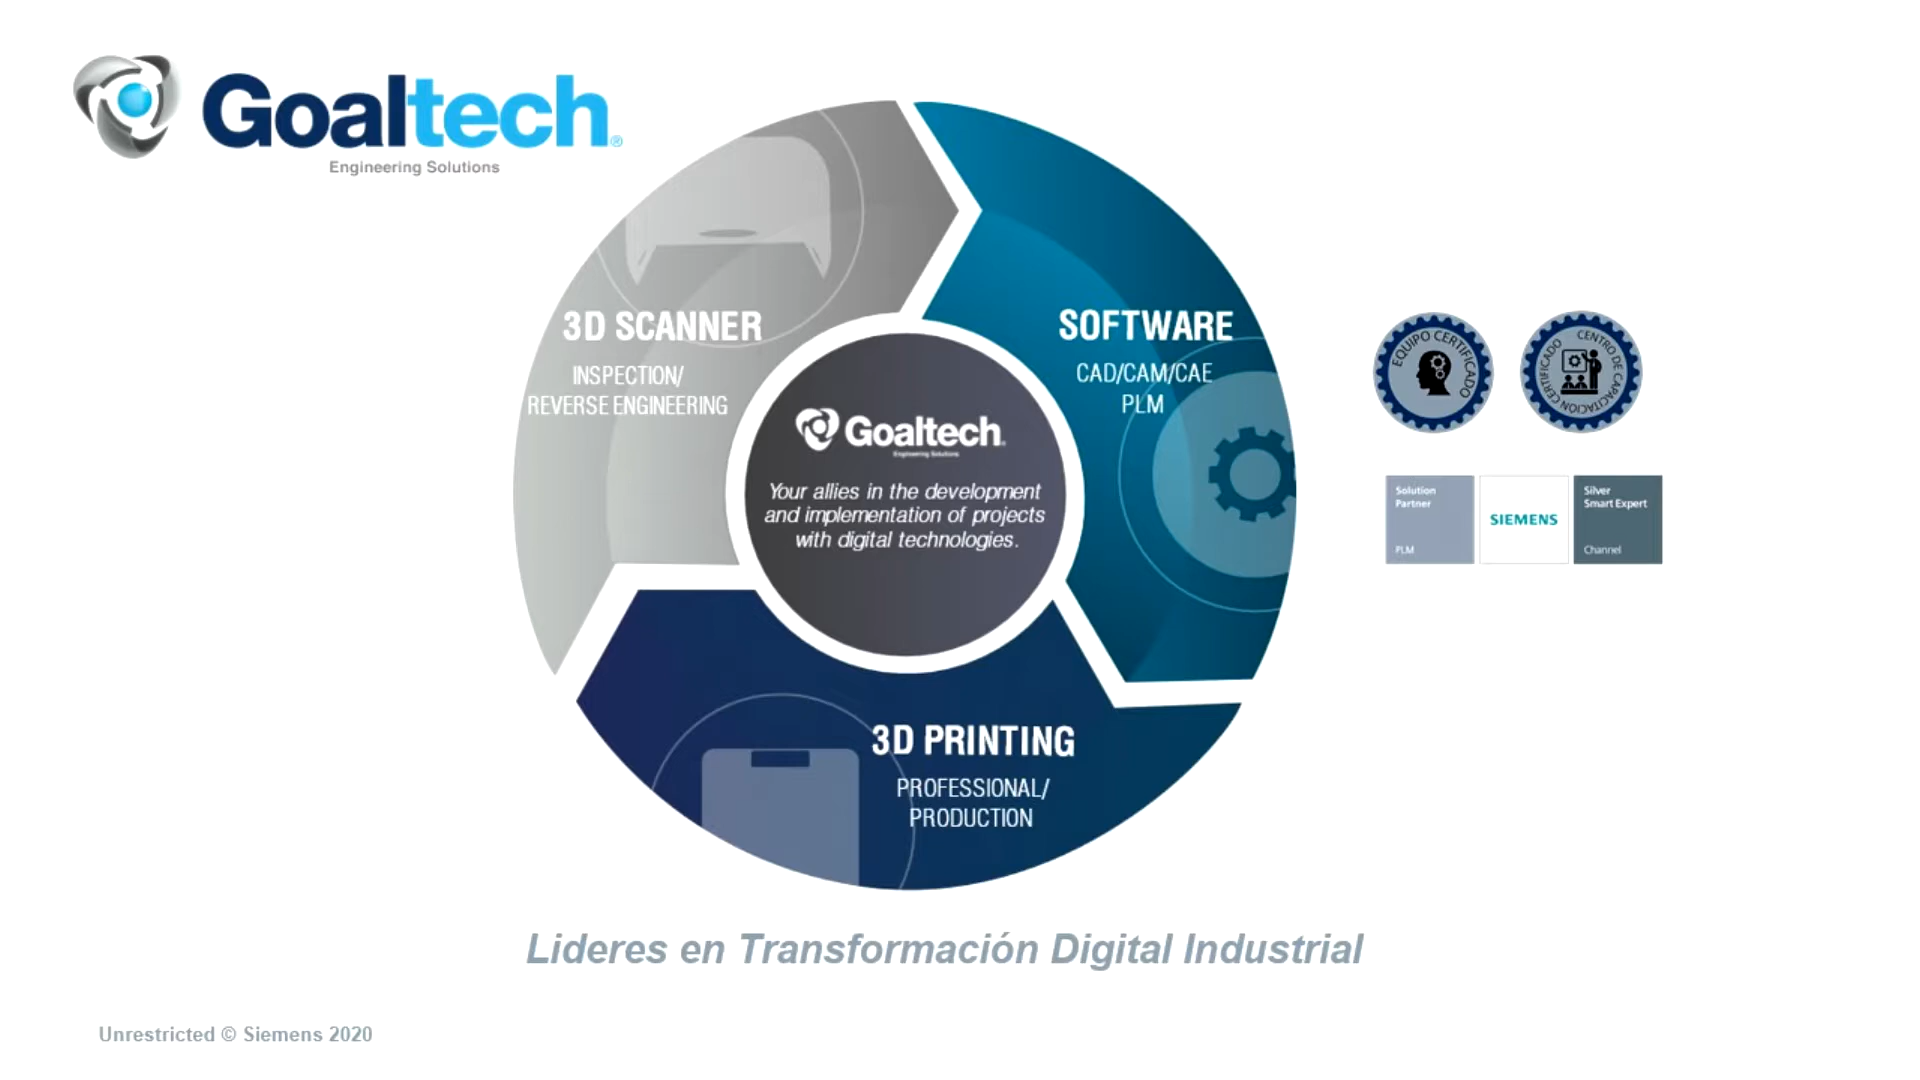 Goaltech®
Engineering Solutions
3D SCANNER
INSPECTION/
REVERSE ENGINEERING
SOFTWARE
CAD/CAM/CAE
PLM
Goaltech®
Engineering Solutions
Your allies in the development
and implementation of projects
with digital technologies.
3D PRINTING
PROFESSIONAL/
PRODUCTION
EQUIPO CERTIFICADO
CENTRO DE CAPACITACION CERTIFICADO
Solution
Partner
PLM
SIEMENS
Silver
Smart Expert
Channel
Lideres en Transformación Digital Industrial
Unrestricted © Siemens 2020